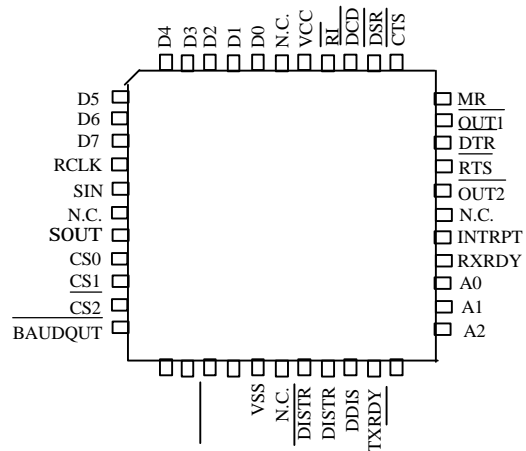 D4
D3
D2
D1
D0
N.C.
VCC
RI
DCD
DSR
CTS
D5
D6
D7
RCLK
SIN
N.C.
SOUT
CS0
CS1
CS2
BAUDQUT
MR
OUT1
DTR
RTS
OUT2
N.C.
INTRPT
RXRDY
A0
A1
A2
VSS
N.C.
DISTR
DISTR
DDIS
TXRDY